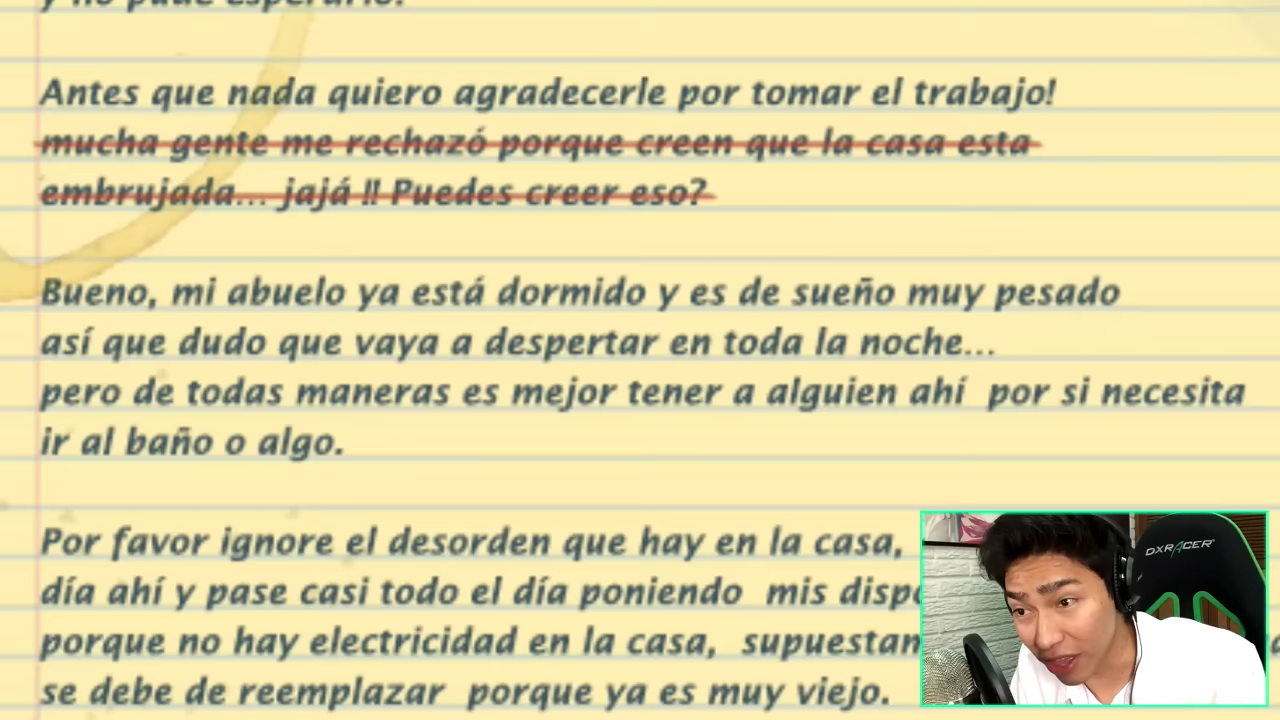 y no pude esperarlo.
Antes que nada quiero agradecerle por tomar el trabajo!
mucha gente me rechazó porque creen que la casa esta
embrujada... jajá !! Puedes creer eso?
Bueno, mi abuelo ya está dormido y es de sueño muy pesado
así que dudo que vaya a despertar en toda la noche...
pero de todas maneras es mejor tener a alguien ahí por si necesita
ir al baño o algo.
Por favor ignore el desorden que hay en la casa,
día ahí y pase casi todo el día poniendo mis
porque no hay electricidad en la casa,
se debe de reemplazar porque ya es muy viejo.
DXRACER